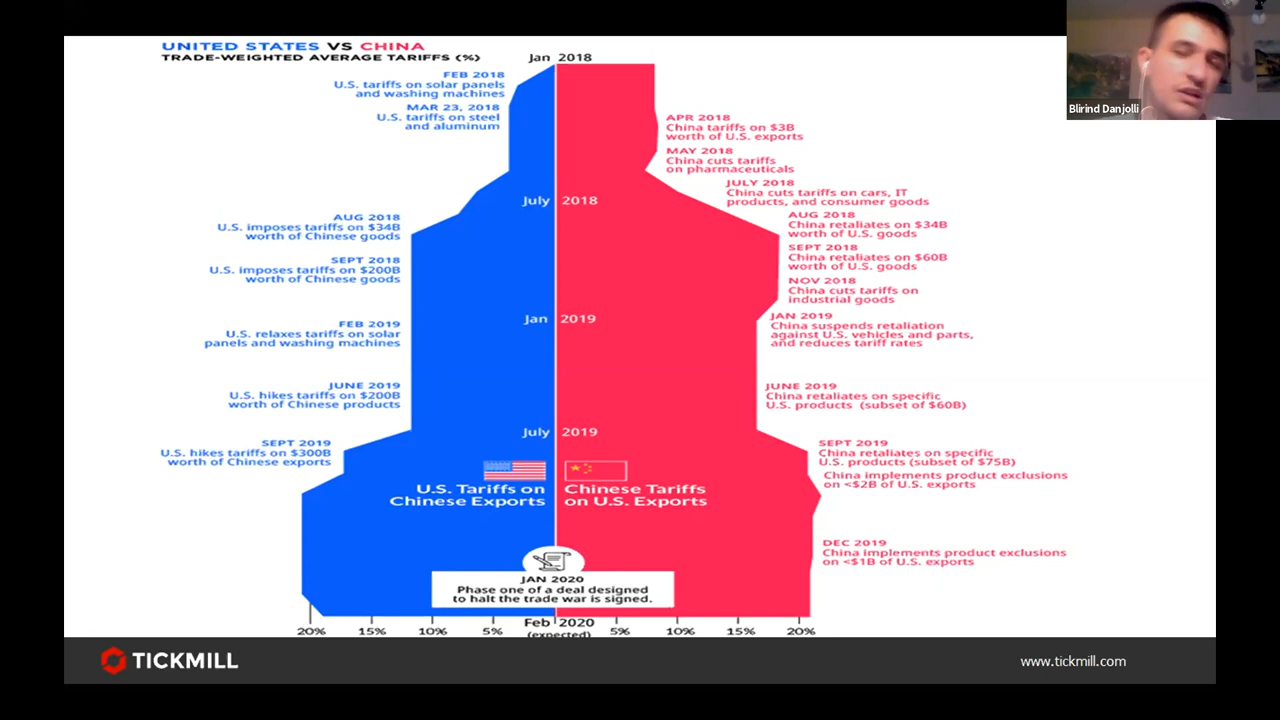 UNITED STATES VS CHINA
TRADE-WEIGHTED AVERAGE TARIFFS (%)
Jan 2018
FEB 2018
U.S. tariffs on solar panels
and washing machines
MAR 23, 2018
U.S. tariffs on steel
and aluminum
APR 2018
China tariffs on $3B
worth of U.S. exports
MAY 2018
China cuts tariffs
on pharmaceuticals
JULY 2018
China cuts tariffs on cars, IT
products, and consumer goods
July 2018
AUG 2018
U.S. imposes tariffs on $34B
worth of Chinese goods
AUG 2018
China retaliates on $34B
worth of U.S. goods
SEPT 2018
U.S. imposes tariffs on $200B
worth of Chinese goods
SEPT 2018
China retaliates on $60B
worth of U.S. goods
NOV 2018
China cuts tariffs on
industrial goods
Jan 2019
FEB 2019
U.S. relaxes tariffs on solar
panels and washing machines
JAN 2019
China suspends retaliation
against U.S. vehicles and parts,
and reduces tariff rates
JUNE 2019
U.S. hikes tariffs on $200B
worth of Chinese products
JUNE 2019
China retaliates on specific
U.S. products (subset of $60B)
July 2019
SEPT 2019
U.S. hikes tariffs on $300B
worth of Chinese exports
SEPT 2019
China retaliates on specific
U.S. products (subset of $75B)
China implements product exclusions
on <$2B of U.S. exports
U.S. Tariffs on
Chinese Exports
Chinese Tariffs
on U.S. Exports
DEC 2019
China implements product exclusions
on <$1B of U.S. exports
JAN 2020
Phase one of a deal designed
to halt the trade war is signed.
Feb 2020
(expected)
20% 15% 10% 5% 5% 10% 15% 20%
TICKMILL
www.tickmill.com
Blirind Danjolli